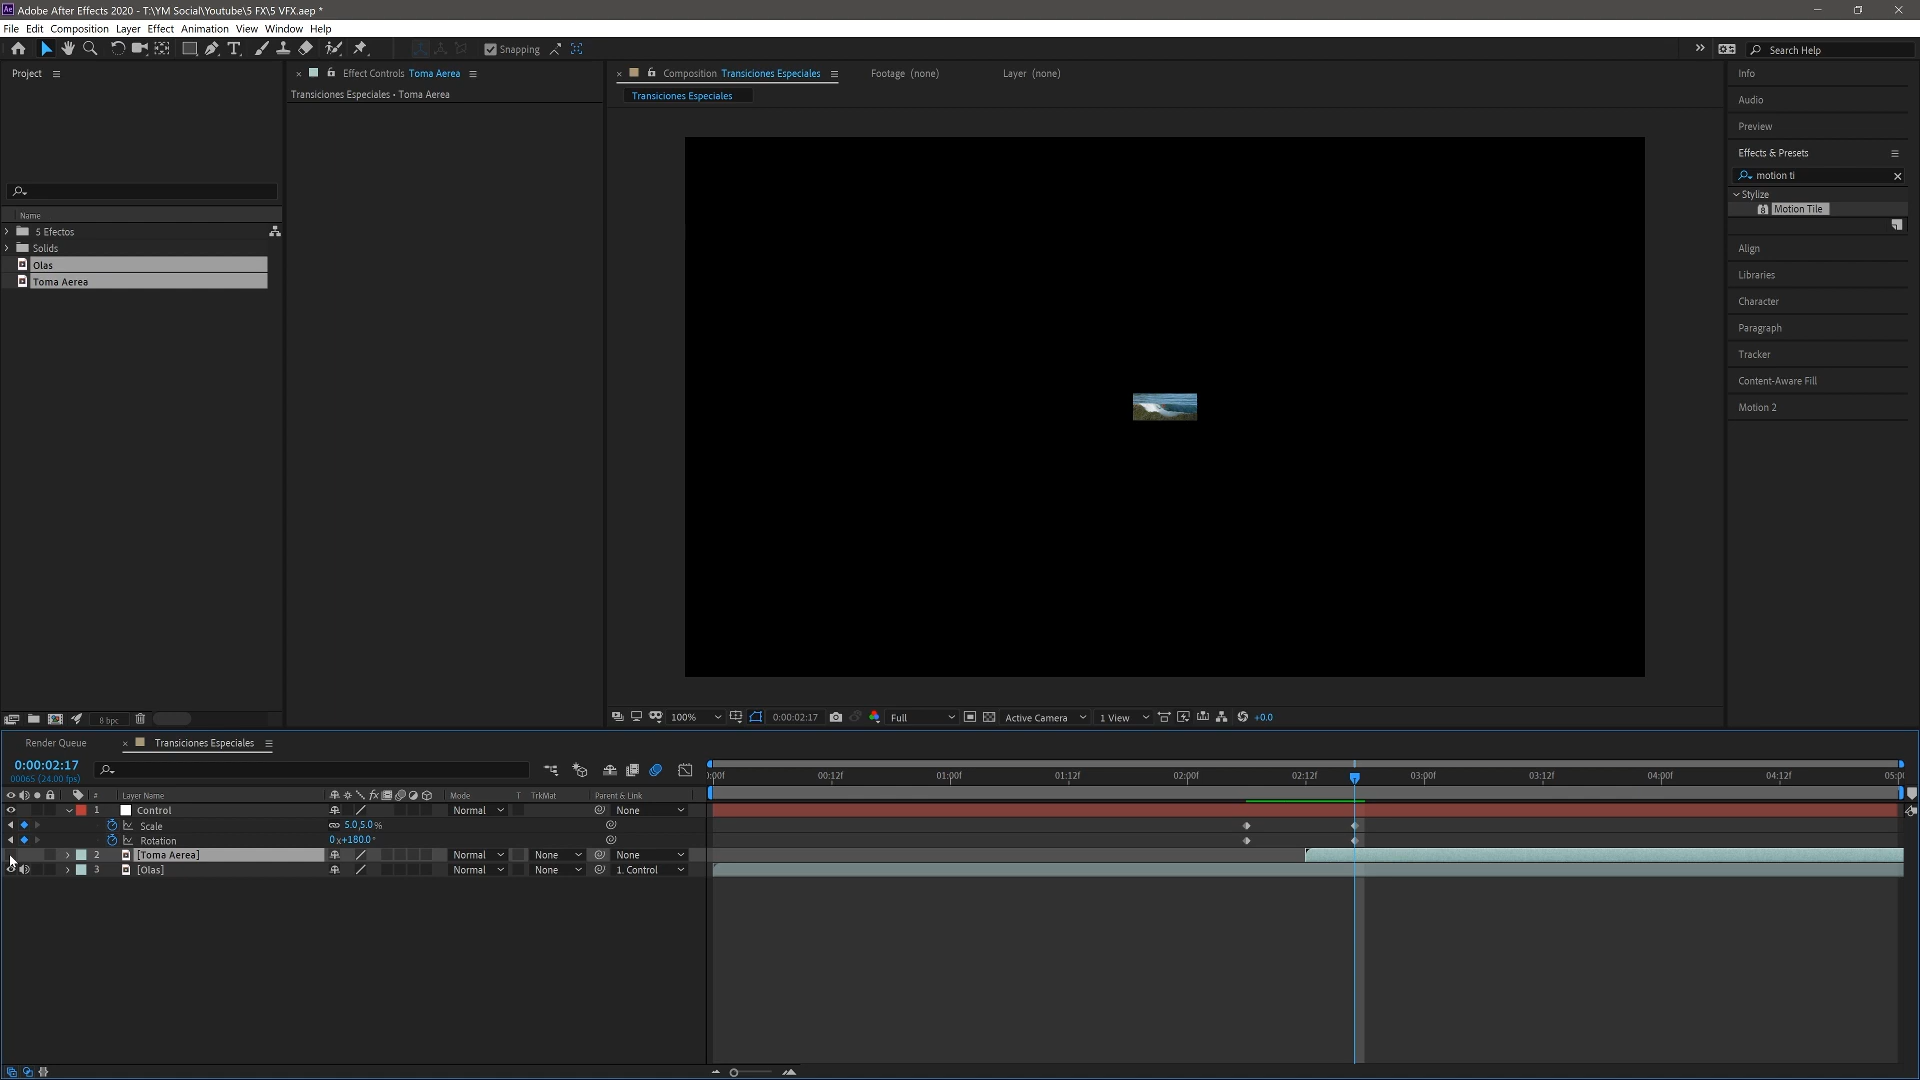 Adobe After Effects 2020 - T:\YM Social\Youtube\5 FX\5 VFX.aep *
File Edit Composition Layer Effect Animation View Window Help
Snapping
Search Help
Project
Effect Controls Toma Aerea
Composition Transiciones Especiales
Footage (none)
Layer (none)
Info
Transiciones Especiales • Toma Aerea
Transiciones Especiales
Audio
Preview
Effects & Presets
motion ti
Stylize
Motion Tile
Name
5 Efectos
Solids
Olas
Toma Aerea
Align
Libraries
Character
Paragraph
Tracker
Content-Aware Fill
Motion 2
8 bpc
100%
0:00:02:17
Full
Active Camera
1 View
+0.0
Render Queue
Transiciones Especiales
0:00:02:17
00065 (24.00 fps)
:00f 00:12f 01:00f 01:12f 02:00f 02:12f 03:00f 03:12f 04:00f 04:12f 05:00
# Layer Name Mode T TrkMat Parent & Link
1 Control Normal None
Scale 5.0,5.0%
Rotation 0x+180.0°
2 [Toma Aerea] Normal None None
3 [Olas] Normal None 1. Control